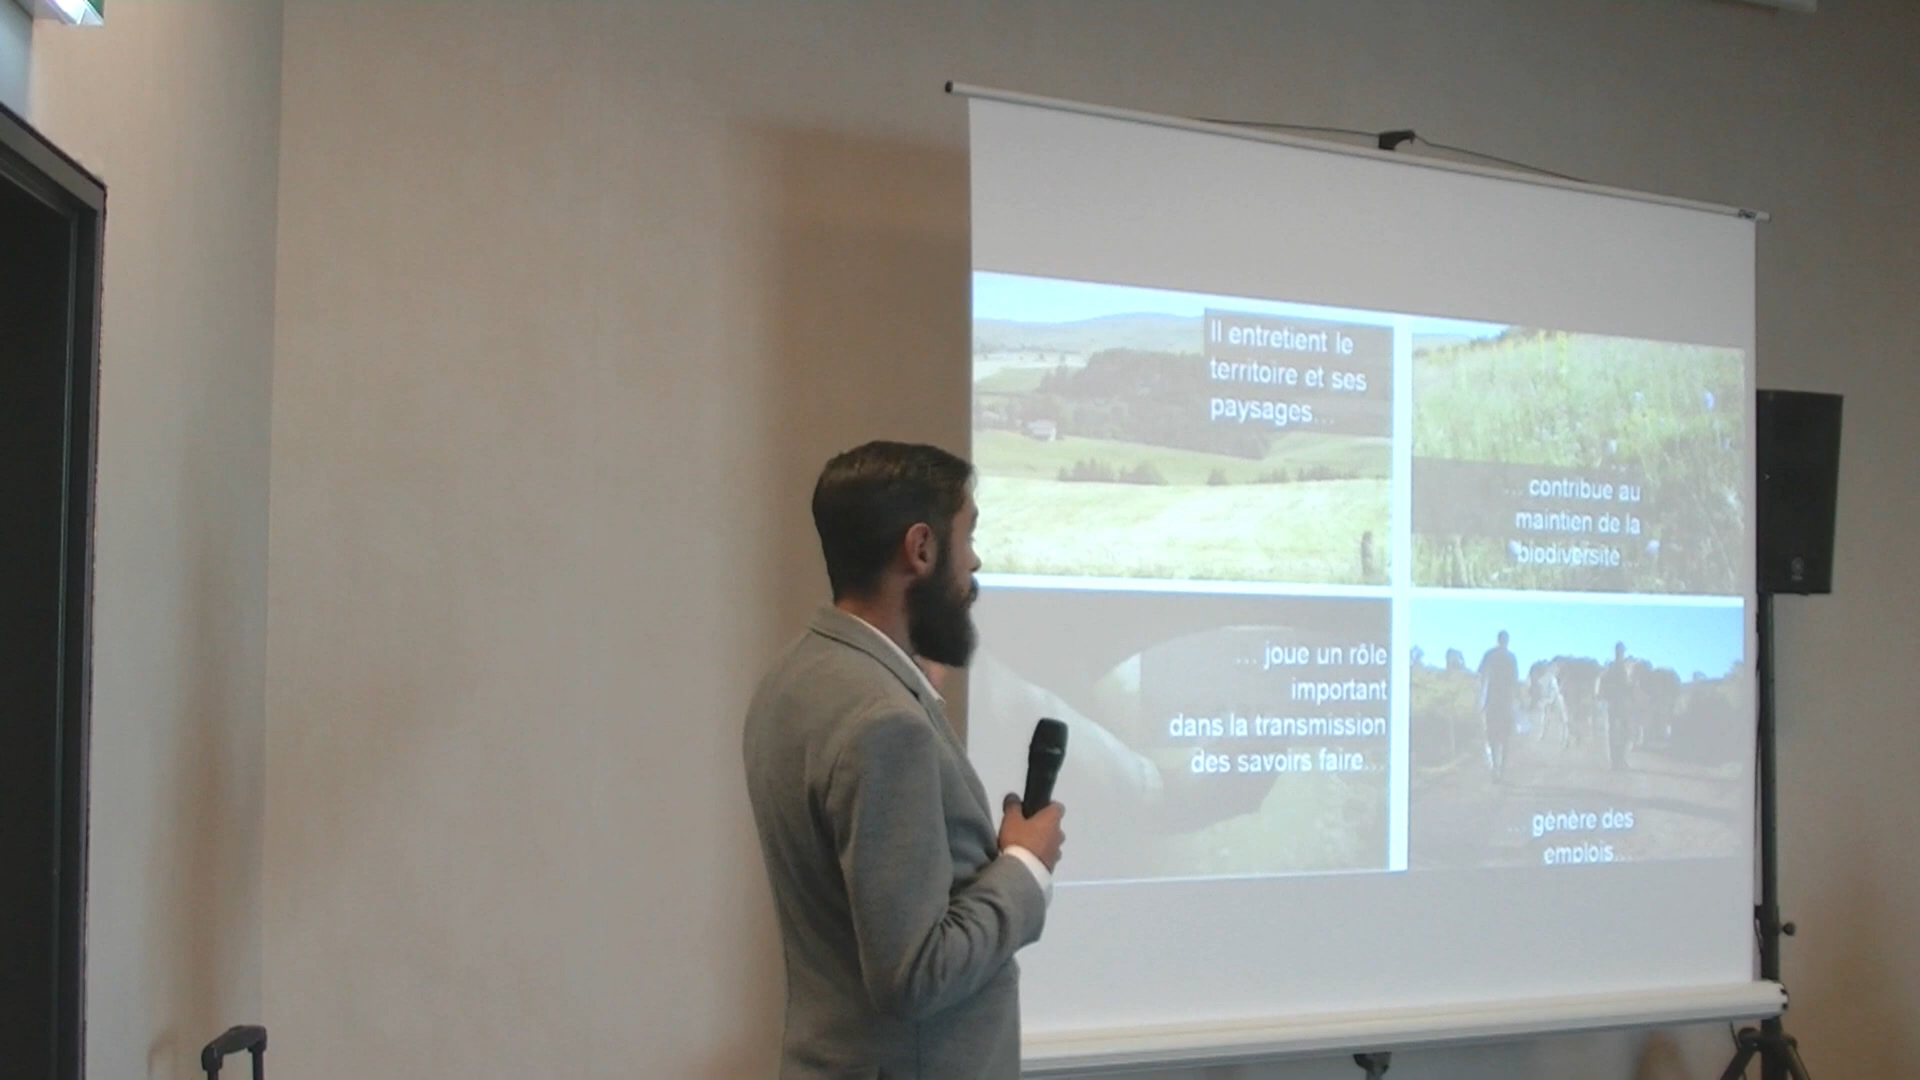 Il entretient le
territoire et ses
paysages...
... contribue au
maintien de la
biodiversité...
... joue un rôle
important
dans la transmission
des savoirs faire...
... génère des
emplois...